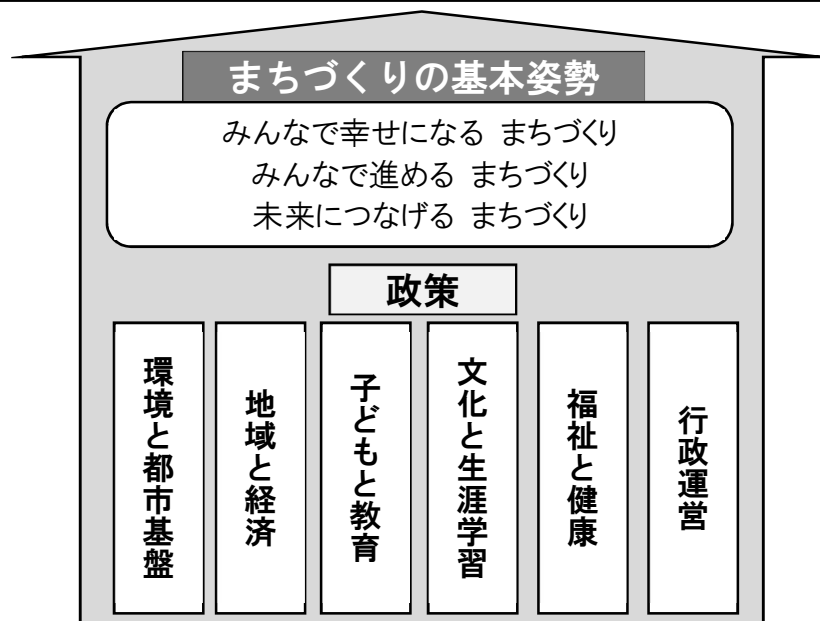 まちづくりの基本姿勢
みんなで幸せになる まちづくり
みんなで進める まちづくり
未来につなげる まちづくり
政策
環境と都市基盤
地域と経済
子どもと教育
文化と生涯学習
福祉と健康
行政運営